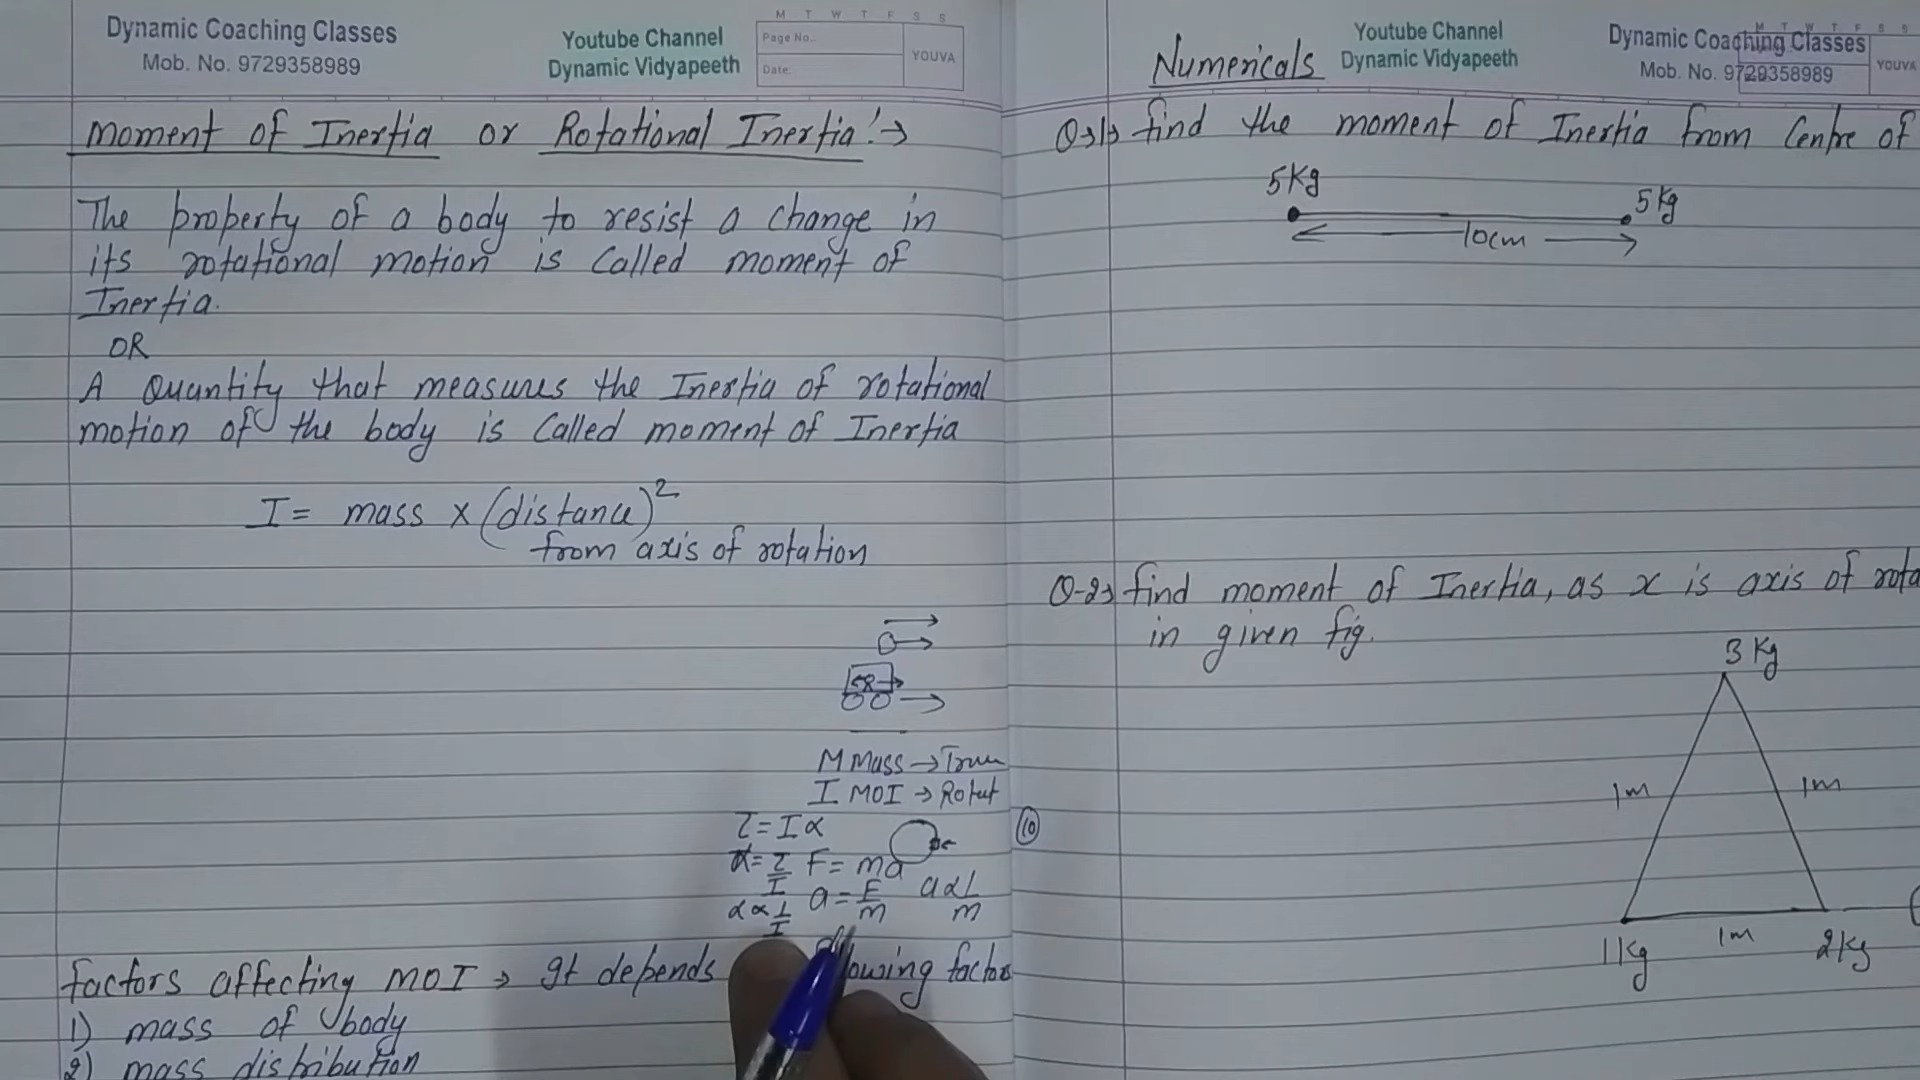 Dynamic Coaching Classes
Mob. No. 9729358989
Youtube Channel
Dynamic Vidyapeeth
M T W T F S S
Page No.:
Date:
YOUVA
Moment of Inertia or Rotational Inertia:→
The property of a body to resist a change in
its rotational motion is called moment of
Inertia.
OR
A Quantity that measures the Inertia of rotational
motion of the body is called moment of Inertia
I = mass × (distance)²
from axis of rotation
M Mass →
I MOI → Rotat
τ = Iα
α = τ/I
F = ma
α ∝ 1/I
a = F/m
a ∝ 1/m
factors affecting MOI → It depends
factors
1) mass of body
2) mass distribution
Numericals
Youtube Channel
Dynamic Vidyapeeth
Dynamic Coaching Classes
Mob. No. 9729358989
M T W T F S S
YOUVA
Q→1) find the moment of Inertia from Centre of
5Kg
5Kg
10cm
Q-2→) find moment of Inertia, as x is axis of rota
in given fig.
3 Kg
1m
1m
10
1Kg
1m
2Kg